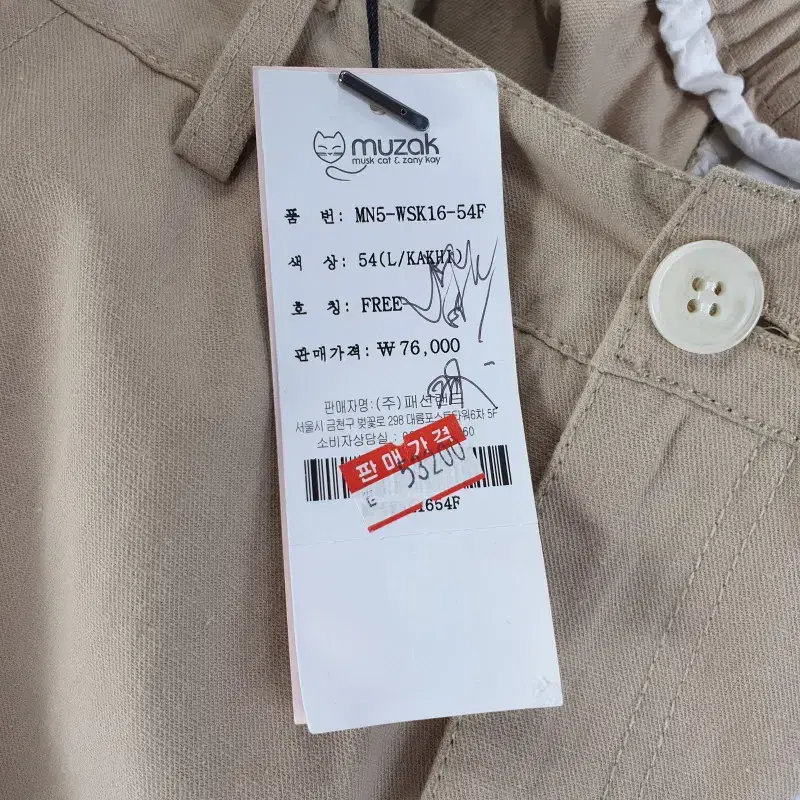 muzak
musk cat & zany kay
품 번: MN5-WSK16-54F
색 상: 54(L/KAKHI)
호 칭: FREE
판매가격: ₩76,000
판매자명:(주)패션랜드
서울시 금천구 벚꽃로 298 대륭포스트타워6차 5F
소비자상담실 :
60
판매가격
53200
1654F